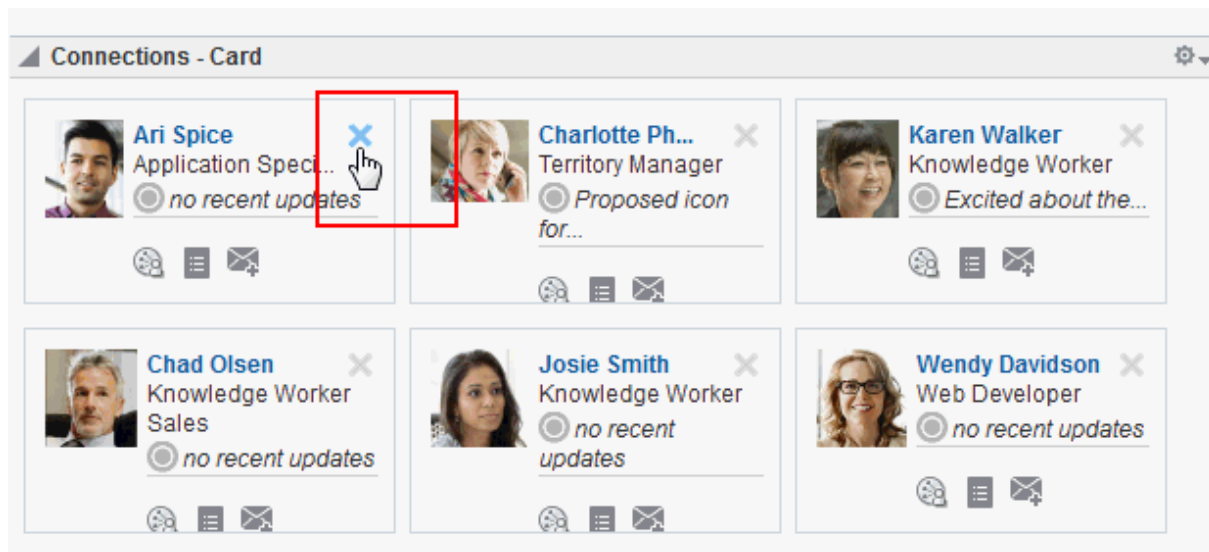 Connections - Card
Ari Spice
Application Speci...
no recent updates
Charlotte Ph...
Territory Manager
Proposed icon
for...
Karen Walker
Knowledge Worker
Excited about the...
Chad Olsen
Knowledge Worker
Sales
no recent updates
Josie Smith
Knowledge Worker
no recent
updates
Wendy Davidson
Web Developer
no recent updates